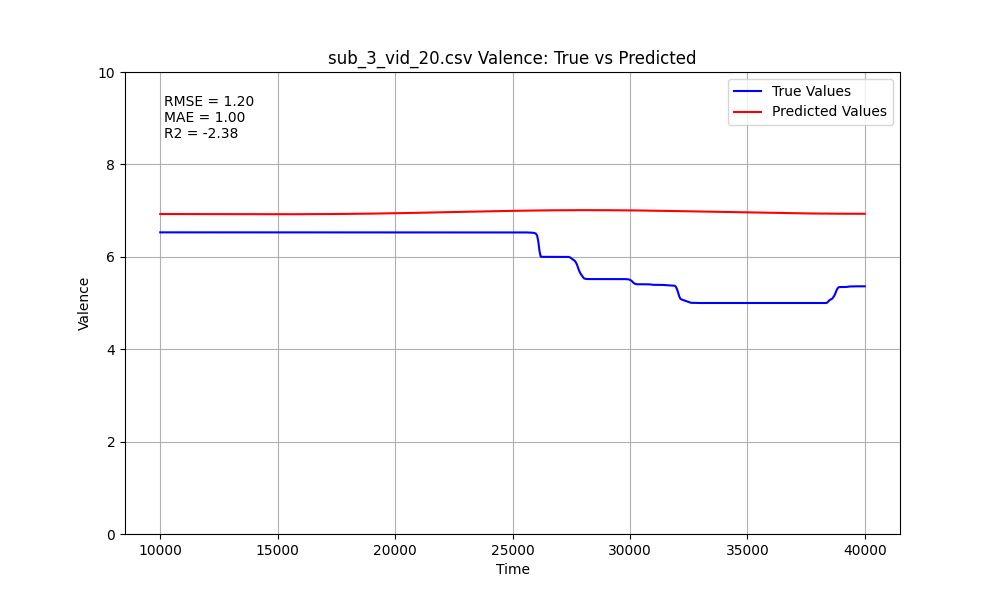 sub_3_vid_20.csv Valence: True vs Predicted
10
8
6
4
2
0
Valence
RMSE = 1.20
MAE = 1.00
R2 = -2.38
True Values
Predicted Values
10000 15000 20000 25000 30000 35000 40000
Time